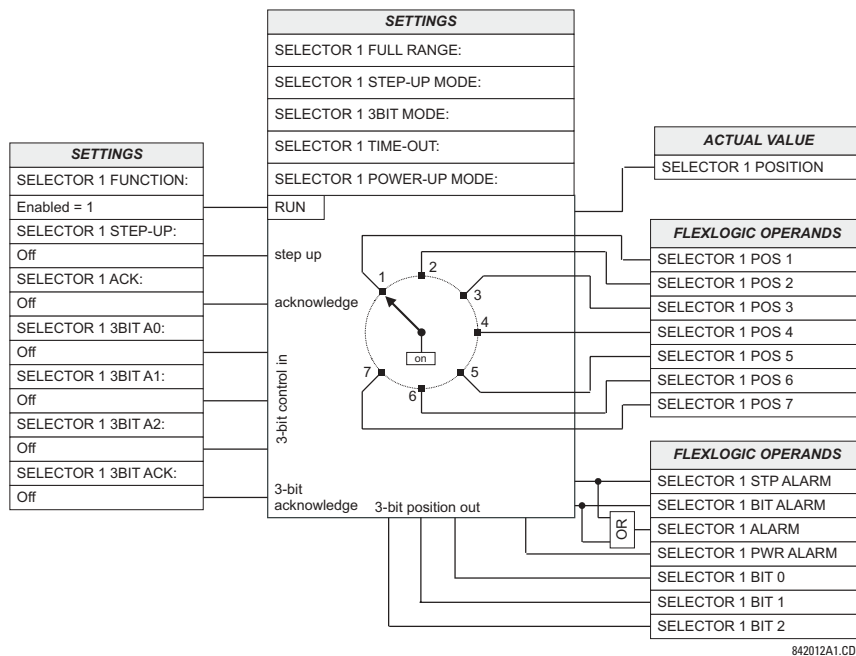 SETTINGS
SELECTOR 1 FULL RANGE:
SELECTOR 1 STEP-UP MODE:
SELECTOR 1 3BIT MODE:
SELECTOR 1 TIME-OUT:
SELECTOR 1 POWER-UP MODE:
SETTINGS
SELECTOR 1 FUNCTION:
Enabled = 1
SELECTOR 1 STEP-UP:
Off
SELECTOR 1 ACK:
Off
SELECTOR 1 3BIT A0:
Off
SELECTOR 1 3BIT A1:
Off
SELECTOR 1 3BIT A2:
Off
SELECTOR 1 3BIT ACK:
Off
RUN
step up
acknowledge
3-bit control in
3-bit
acknowledge
3-bit position out
1
2
3
4
5
6
7
on
ACTUAL VALUE
SELECTOR 1 POSITION
FLEXLOGIC OPERANDS
SELECTOR 1 POS 1
SELECTOR 1 POS 2
SELECTOR 1 POS 3
SELECTOR 1 POS 4
SELECTOR 1 POS 5
SELECTOR 1 POS 6
SELECTOR 1 POS 7
FLEXLOGIC OPERANDS
SELECTOR 1 STP ALARM
SELECTOR 1 BIT ALARM
OR
SELECTOR 1 ALARM
SELECTOR 1 PWR ALARM
SELECTOR 1 BIT 0
SELECTOR 1 BIT 1
SELECTOR 1 BIT 2
842012A1.CD